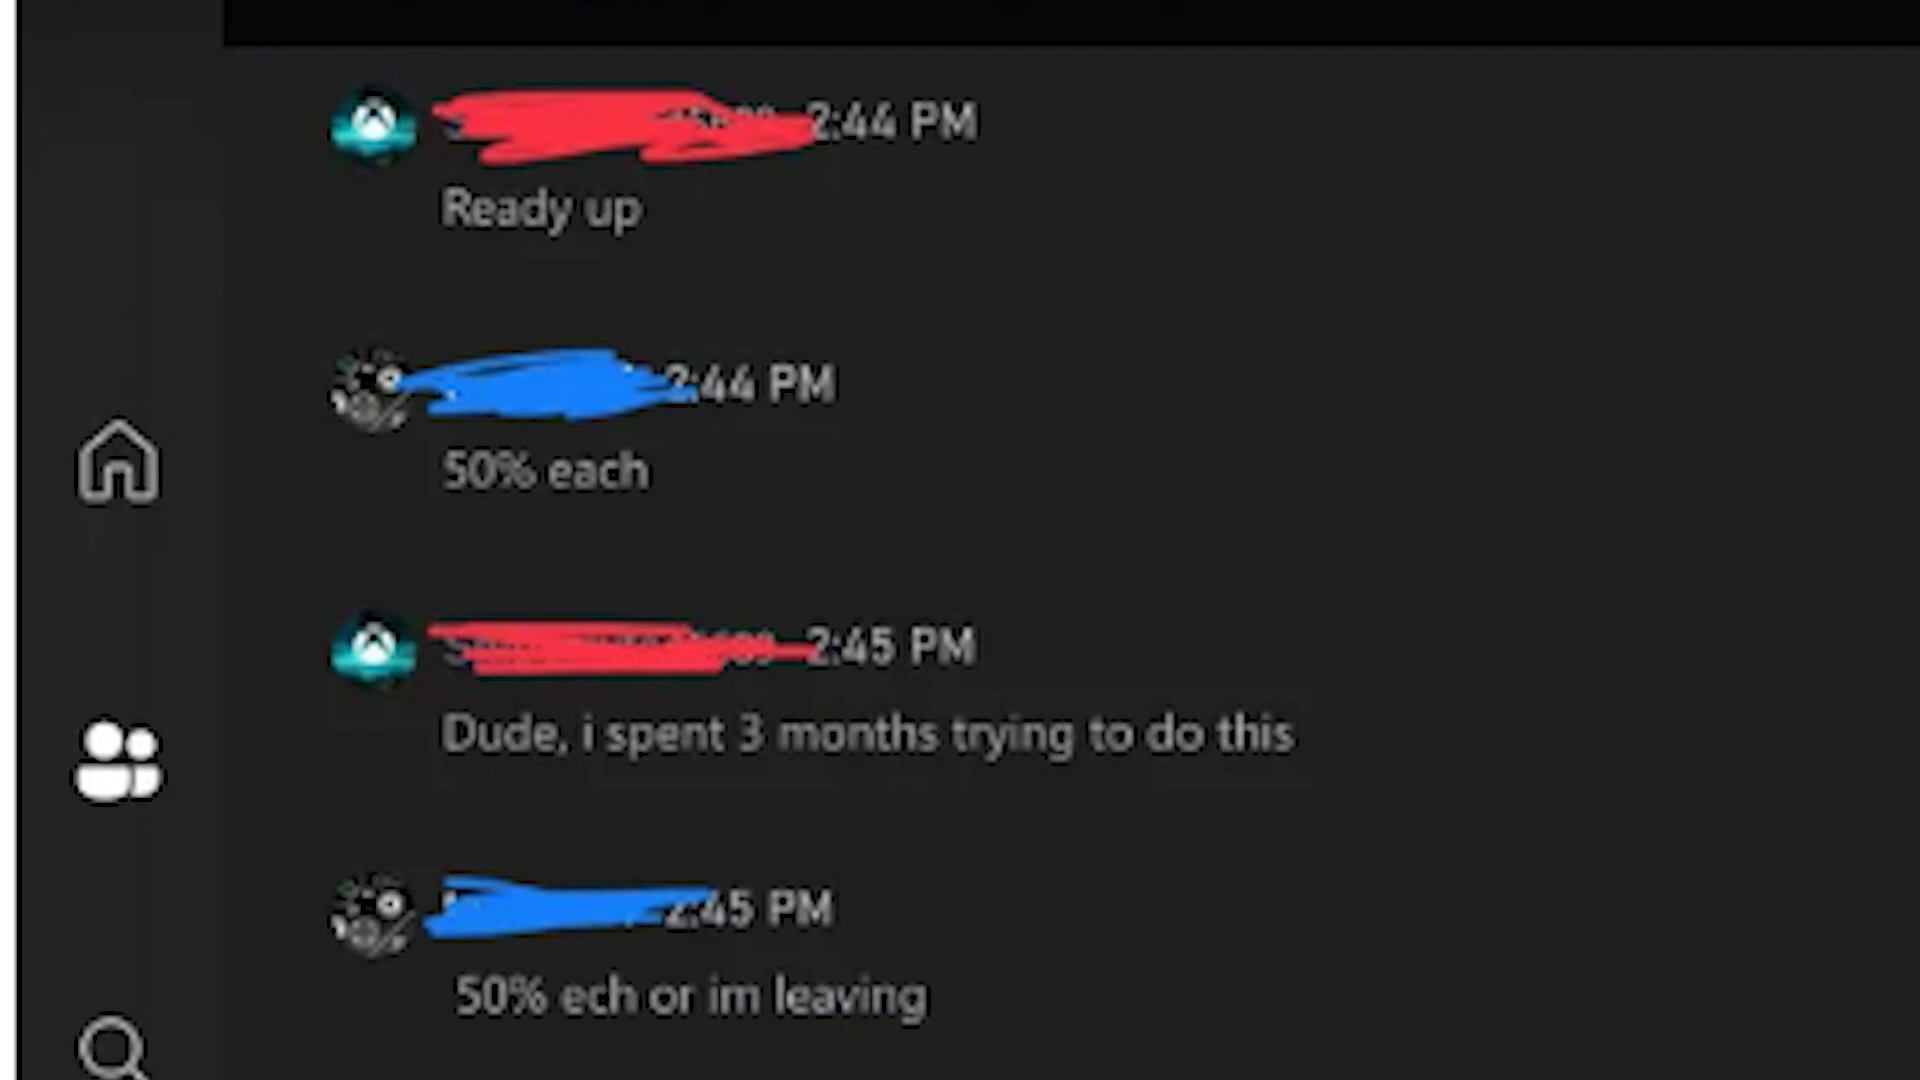 2:44 PM
Ready up
2:44 PM
50% each
2:45 PM
Dude, i spent 3 months trying to do this
2:45 PM
50% ech or im leaving